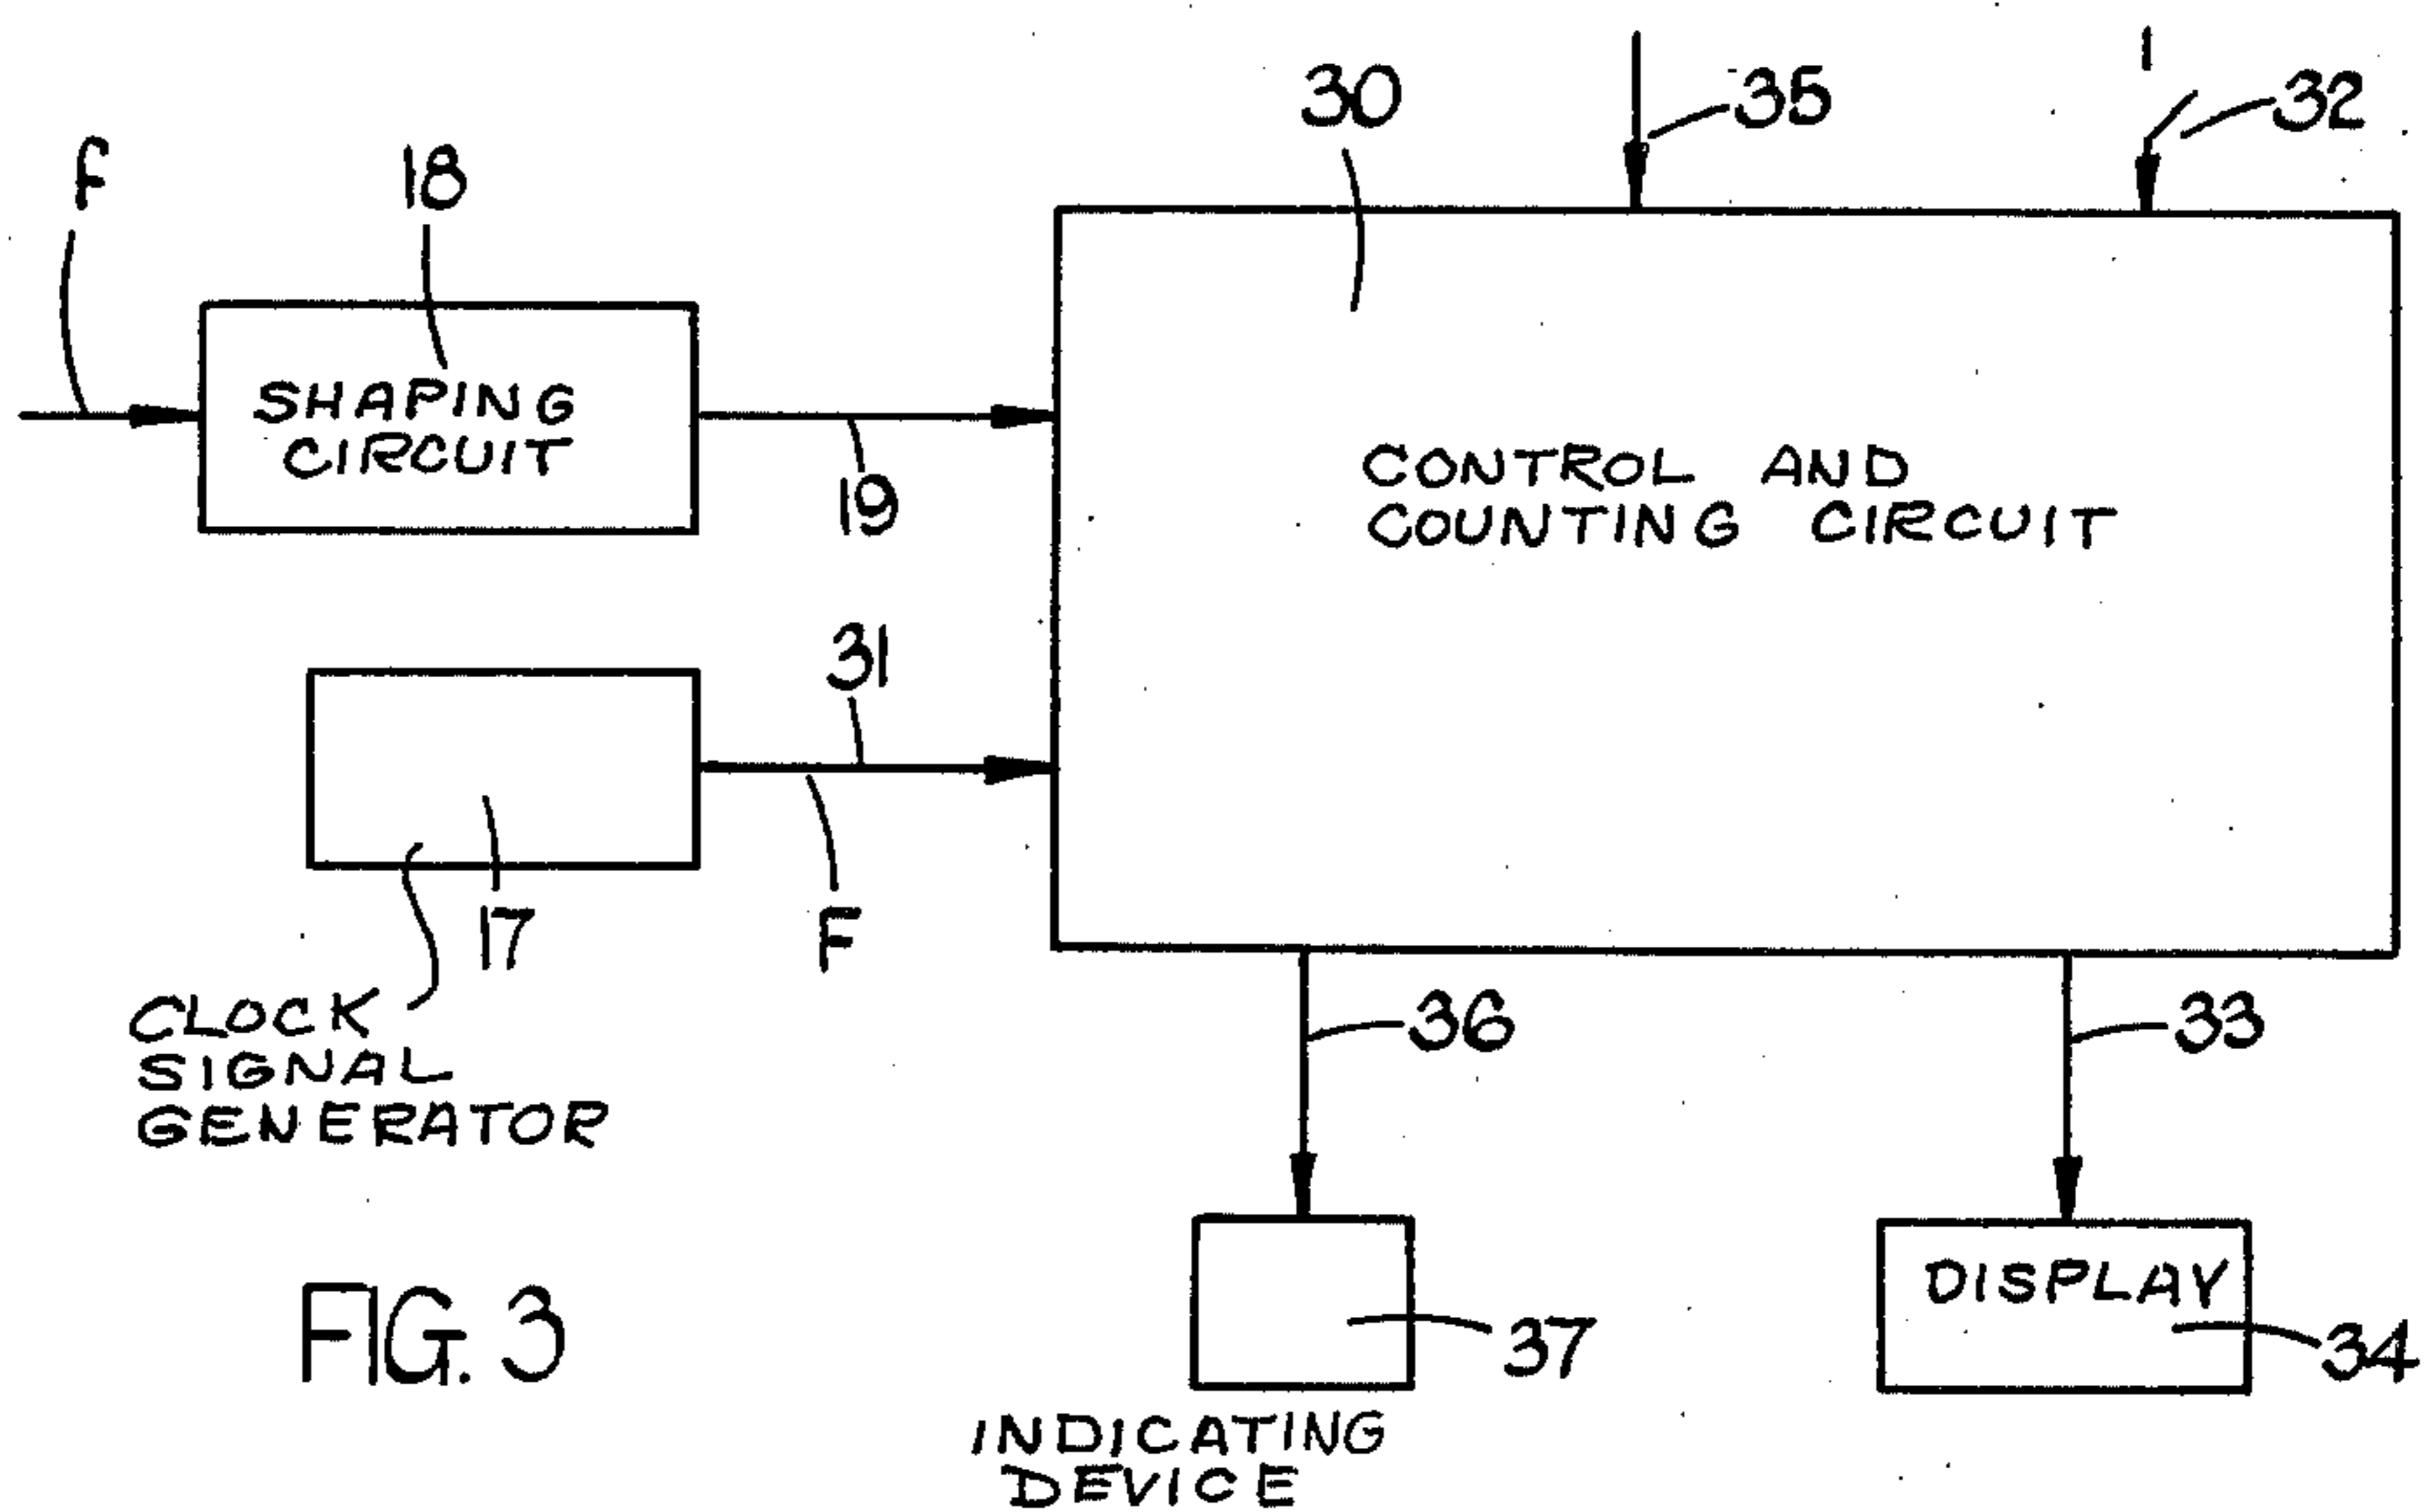 f
18
30
35
32
SHAPING
CIRCUIT
19
CONTROL AND
COUNTING CIRCUIT
31
17
F
CLOCK
SIGNAL
GENERATOR
36
33
DISPLAY
37
34
INDICATING
DEVICE
FIG. 3